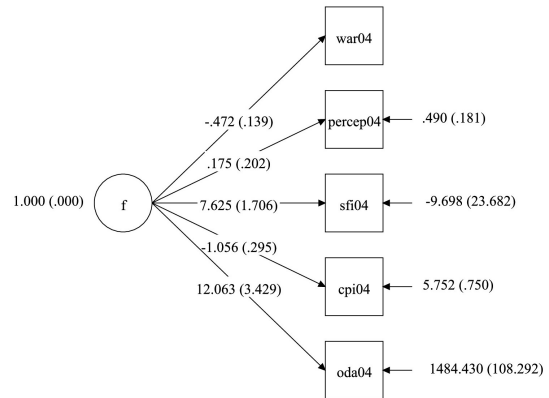 war04
-.472 (.139)
percep04
.490 (.181)
.175 (.202)
1.000 (.000)
f
7.625 (1.706)
sfi04
-9.698 (23.682)
-1.056 (.295)
12.063 (3.429)
cpi04
5.752 (.750)
oda04
1484.430 (108.292)